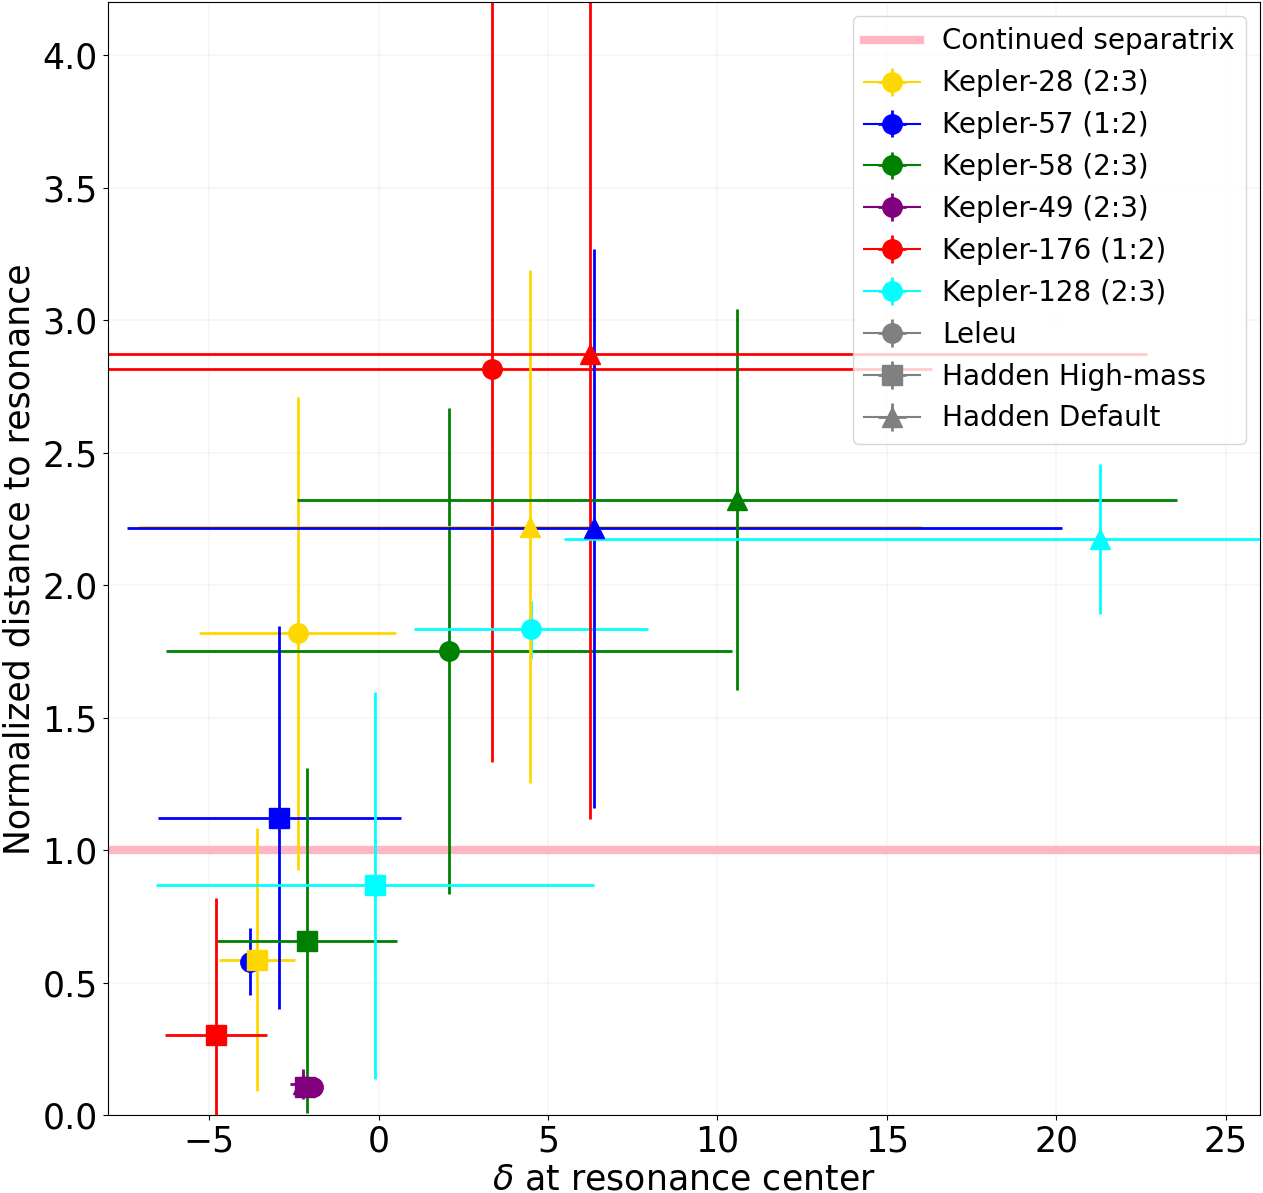 Normalized distance to resonance
4.0
3.5
3.0
2.5
2.0
1.5
1.0
0.5
0.0
−5
0
5
10
15
20
25
δ at resonance center
Continued separatrix
Kepler-28 (2:3)
Kepler-57 (1:2)
Kepler-58 (2:3)
Kepler-49 (2:3)
Kepler-176 (1:2)
Kepler-128 (2:3)
Leleu
Hadden High-mass
Hadden Default